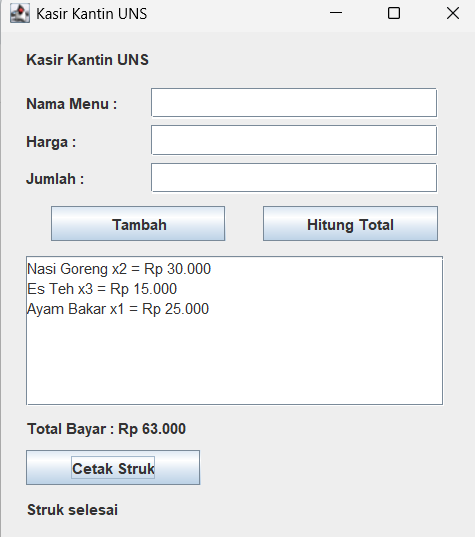 Kasir Kantin UNS
Kasir Kantin UNS
Nama Menu :
Harga :
Jumlah :
Tambah Hitung Total
Nasi Goreng x2 = Rp 30.000
Es Teh x3 = Rp 15.000
Ayam Bakar x1 = Rp 25.000
Total Bayar : Rp 63.000
Cetak Struk
Struk selesai